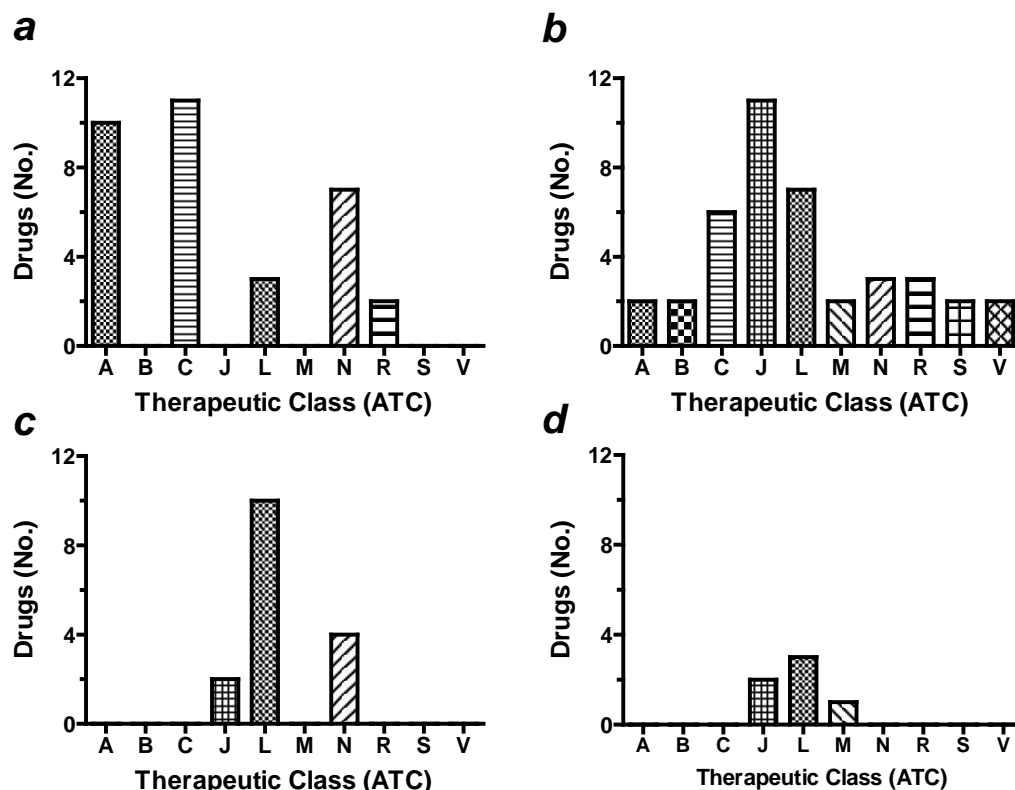 a
12
8
4
0
Drugs (No.)
A B C J L M N R S V
Therapeutic Class (ATC)
b
12
8
4
0
Drugs (No.)
A B C J L M N R S V
Therapeutic Class (ATC)
c
12
8
4
0
Drugs (No.)
A B C J L M N R S V
Therapeutic Class (ATC)
d
12
8
4
0
Drugs (No.)
A B C J L M N R S V
Therapeutic Class (ATC)